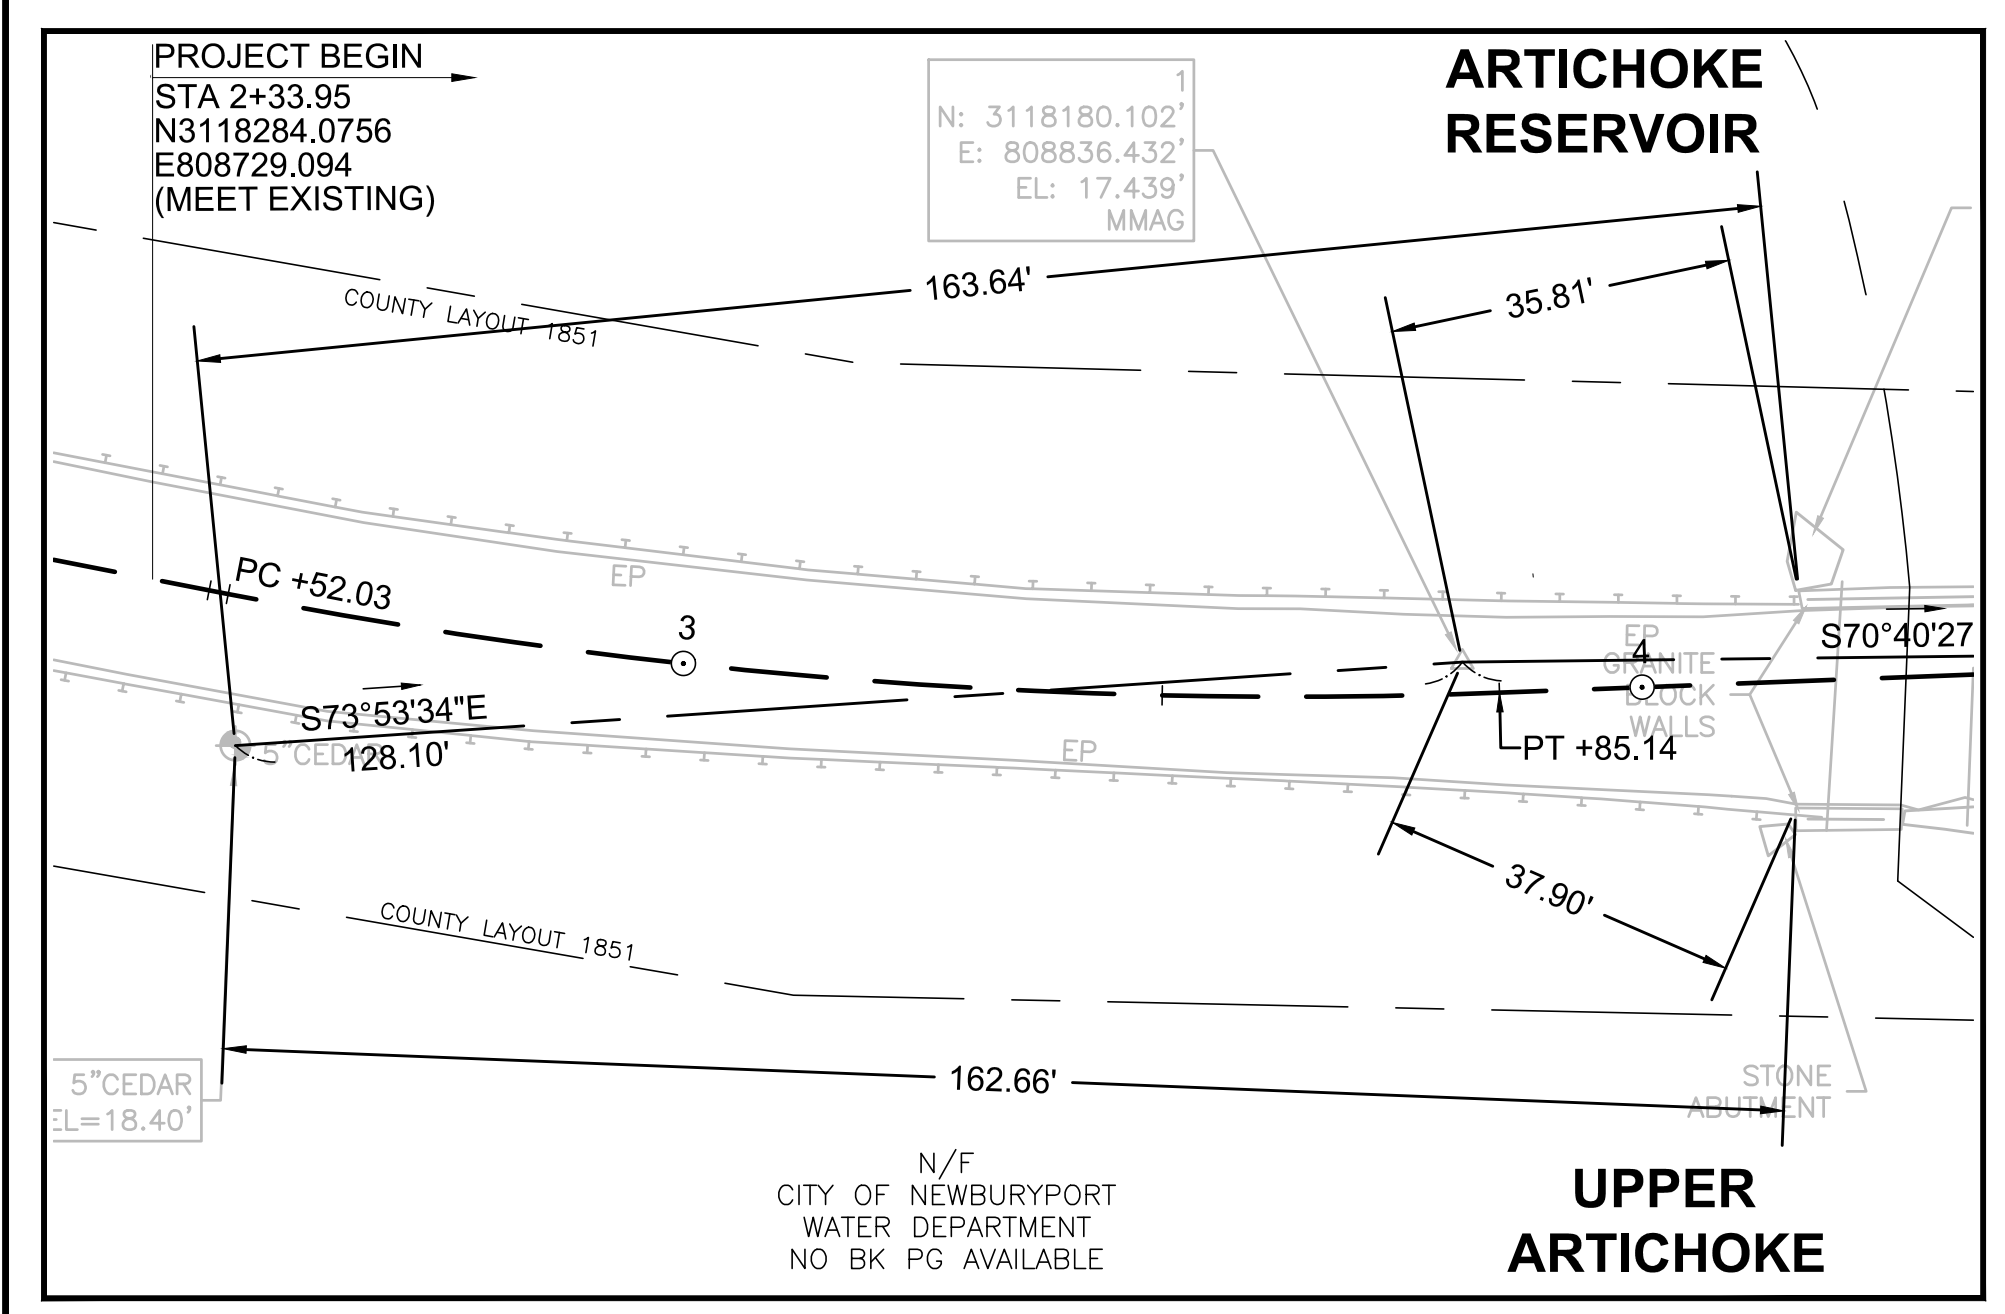 PROJECT BEGIN
STA 2+33.95
N3118284.0756
E808729.094
(MEET EXISTING)
1
N: 3118180.102'
E: 808836.432'
EL: 17.439'
MMAG
ARTICHOKE
RESERVOIR
163.64'
35.81'
COUNTY LAYOUT 1851
PC +52.03
EP
3
EP
4
GRANITE
BLOCK
WALLS
S70°40'27
S73°53'34"E
128.10'
5"CEDAR
EP
PT +85.14
37.90'
COUNTY LAYOUT 1851
162.66'
5"CEDAR
EL=18.40'
STONE
ABUTMENT
N/F
CITY OF NEWBURYPORT
WATER DEPARTMENT
NO BK PG AVAILABLE
UPPER
ARTICHOKE